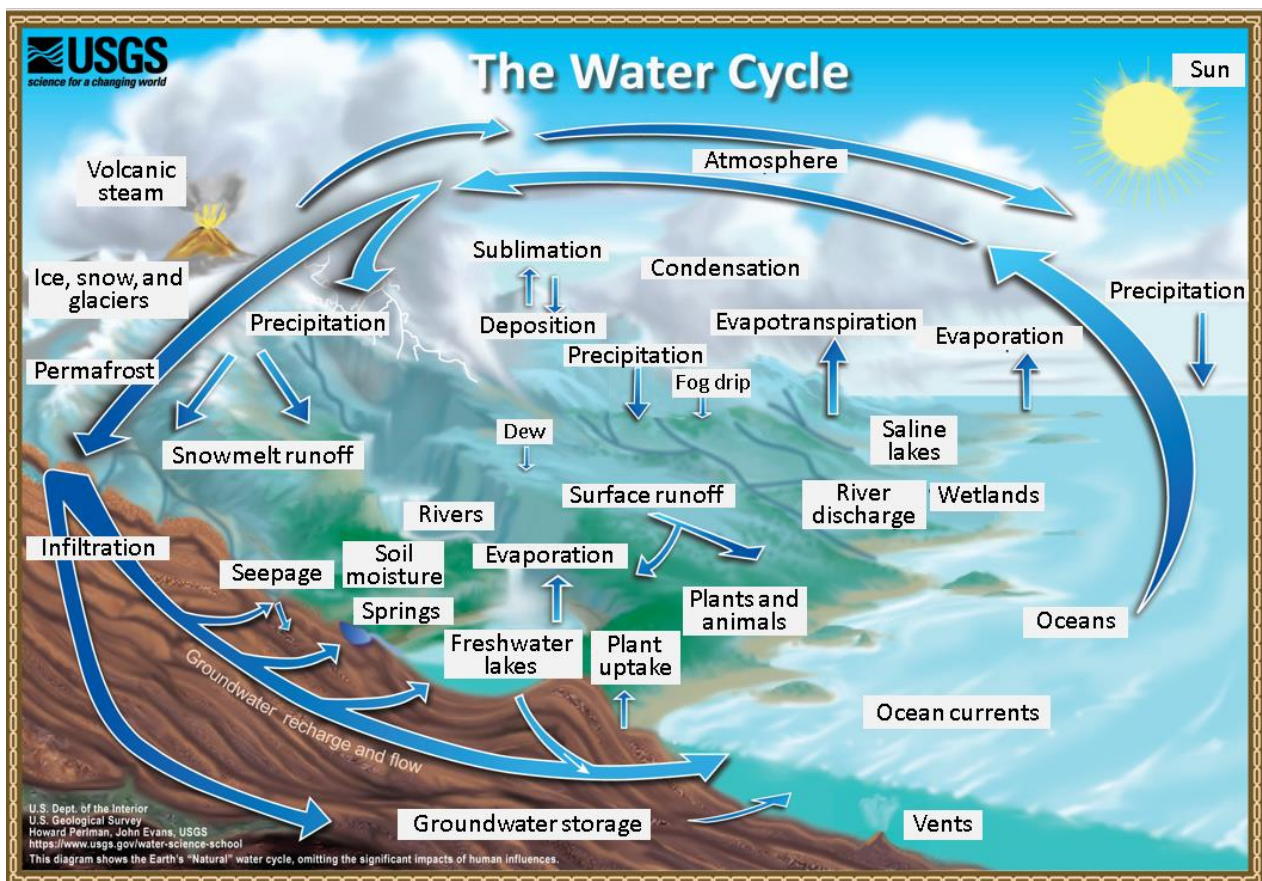 USGS
science for a changing world
The Water Cycle
Sun
Atmosphere
Volcanic
steam
Sublimation
Condensation
Ice, snow, and
glaciers
Precipitation
Precipitation
Deposition
Evapotranspiration
Evaporation
Precipitation
Permafrost
Fog drip
Dew
Saline
lakes
Snowmelt runoff
Surface runoff
River
discharge
Wetlands
Rivers
Infiltration
Soil
moisture
Evaporation
Seepage
Springs
Plants and
animals
Oceans
Freshwater
lakes
Plant
uptake
Groundwater recharge and flow
Ocean currents
Groundwater storage
Vents
U.S. Dept. of the Interior
U.S. Geological Survey
Howard Perlman, John Evans, USGS
https://www.usgs.gov/water-science-school
This diagram shows the Earth's "Natural" water cycle, omitting the significant impacts of human influences.